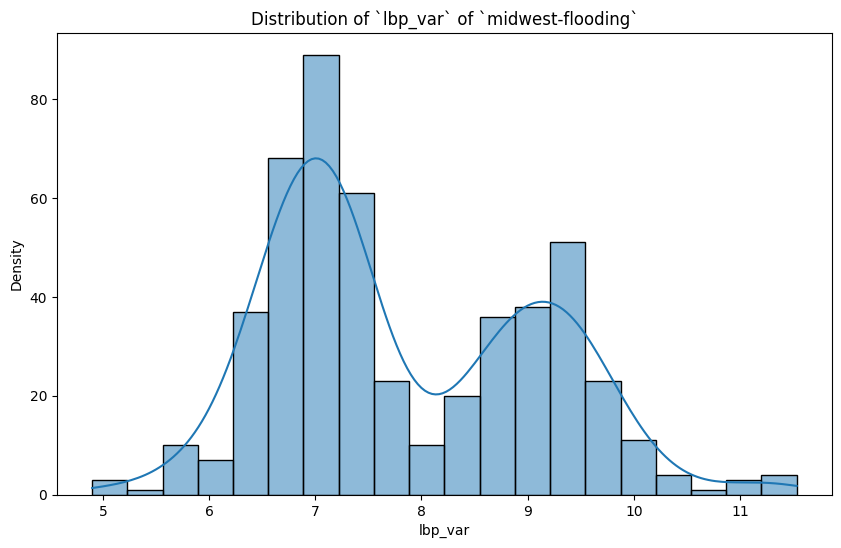 Distribution of `lbp_var` of `midwest-flooding`
Density
80
60
40
20
0
5 6 7 8 9 10 11
lbp_var